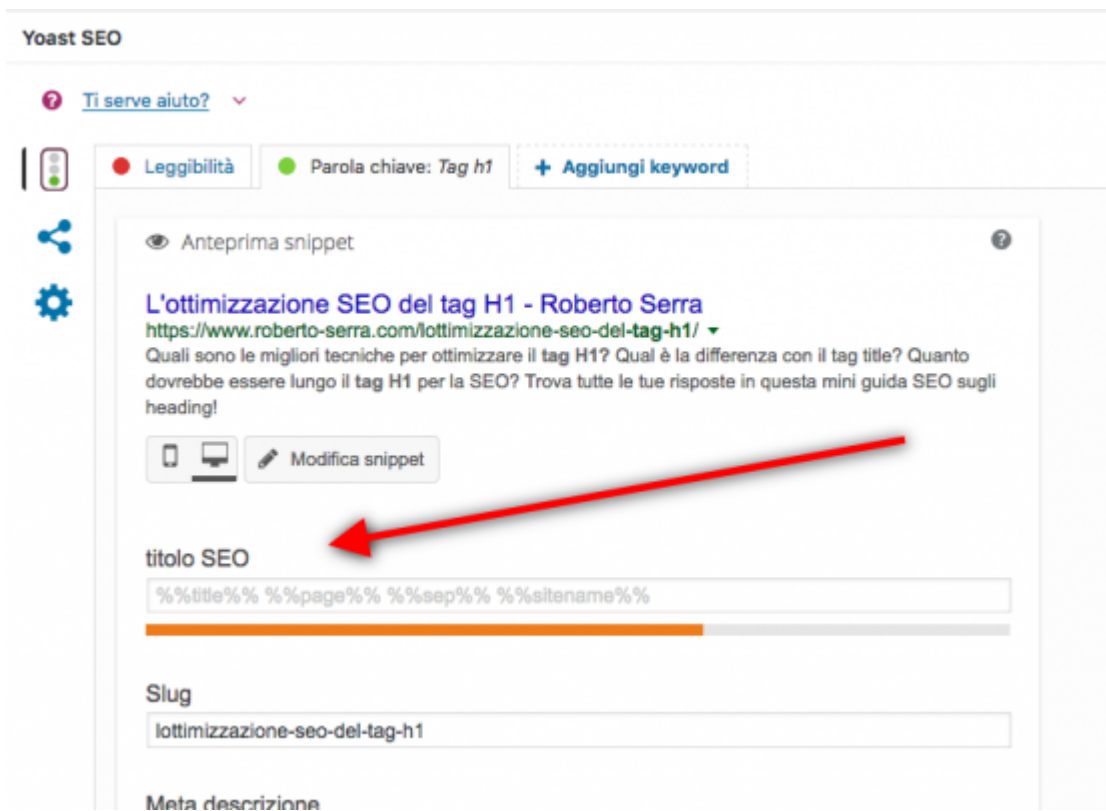 Yoast SEO
Ti serve aiuto?
Leggibilità
Parola chiave: Tag h1
+ Aggiungi keyword
Anteprima snippet
L'ottimizzazione SEO del tag H1 - Roberto Serra
https://www.roberto-serra.com/lottimizzazione-seo-del-tag-h1/
Quali sono le migliori tecniche per ottimizzare il tag H1? Qual è la differenza con il tag title? Quanto
dovrebbe essere lungo il tag H1 per la SEO? Trova tutte le tue risposte in questa mini guida SEO sugli
heading!
Modifica snippet
titolo SEO
%%title%% %%page%% %%sep%% %%sitename%%
Slug
lottimizzazione-seo-del-tag-h1
Meta descrizione